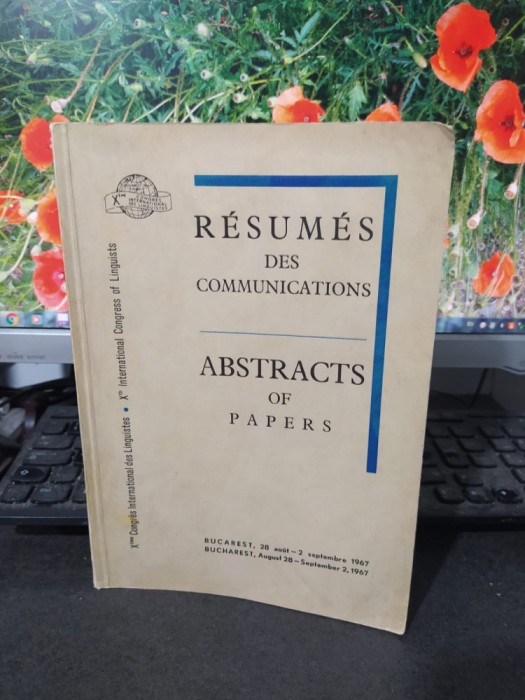 RÉSUMÉS
DES
COMMUNICATIONS
ABSTRACTS
OF
PAPERS
BUCAREST, 28 août – 2 septembre 1967
BUCHAREST, August 28 – September 2, 1967
Xème Congrès International des Linguistes • Xth International Congress of Linguists
Xème